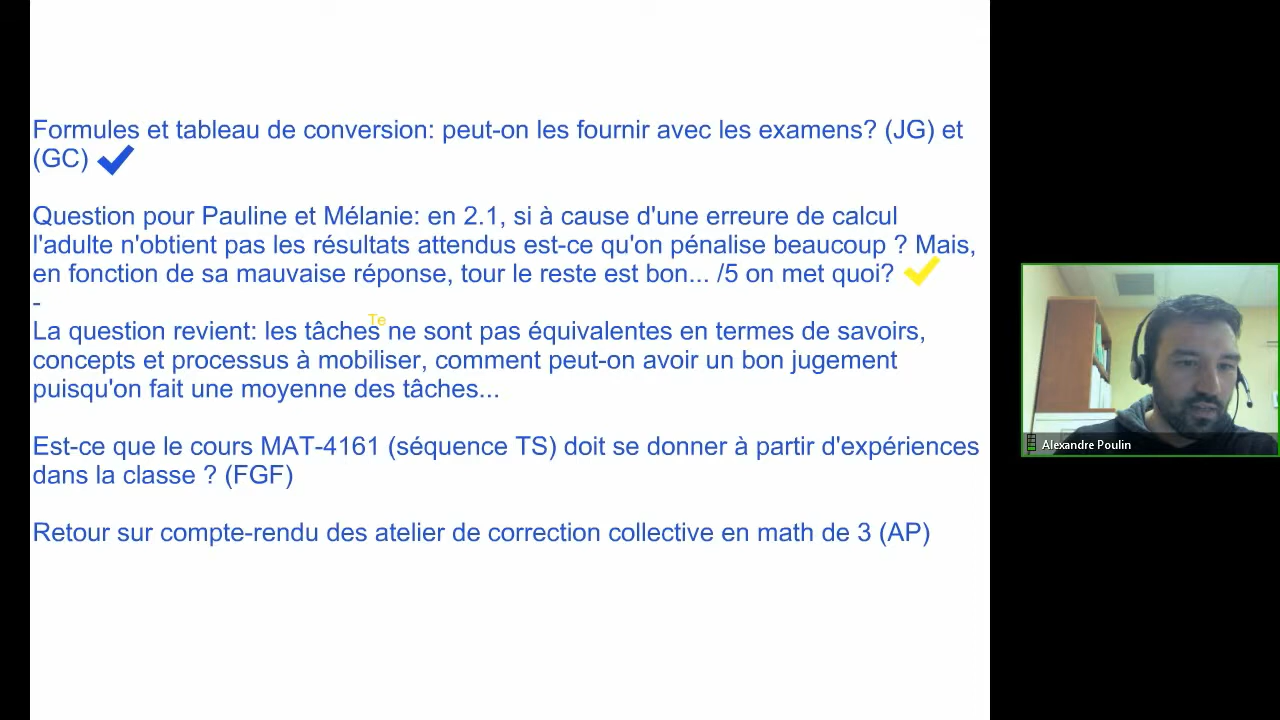 Formules et tableau de conversion: peut-on les fournir avec les examens? (JG) et
(GC)
Question pour Pauline et Mélanie: en 2.1, si à cause d'une erreure de calcul
l'adulte n'obtient pas les résultats attendus est-ce qu'on pénalise beaucoup ? Mais,
en fonction de sa mauvaise réponse, tour le reste est bon... /5 on met quoi?
-
Te
La question revient: les tâches ne sont pas équivalentes en termes de savoirs,
concepts et processus à mobiliser, comment peut-on avoir un bon jugement
puisqu'on fait une moyenne des tâches...
Est-ce que le cours MAT-4161 (séquence TS) doit se donner à partir d'expériences
dans la classe ? (FGF)
Retour sur compte-rendu des atelier de correction collective en math de 3 (AP)
Alexandre Poulin